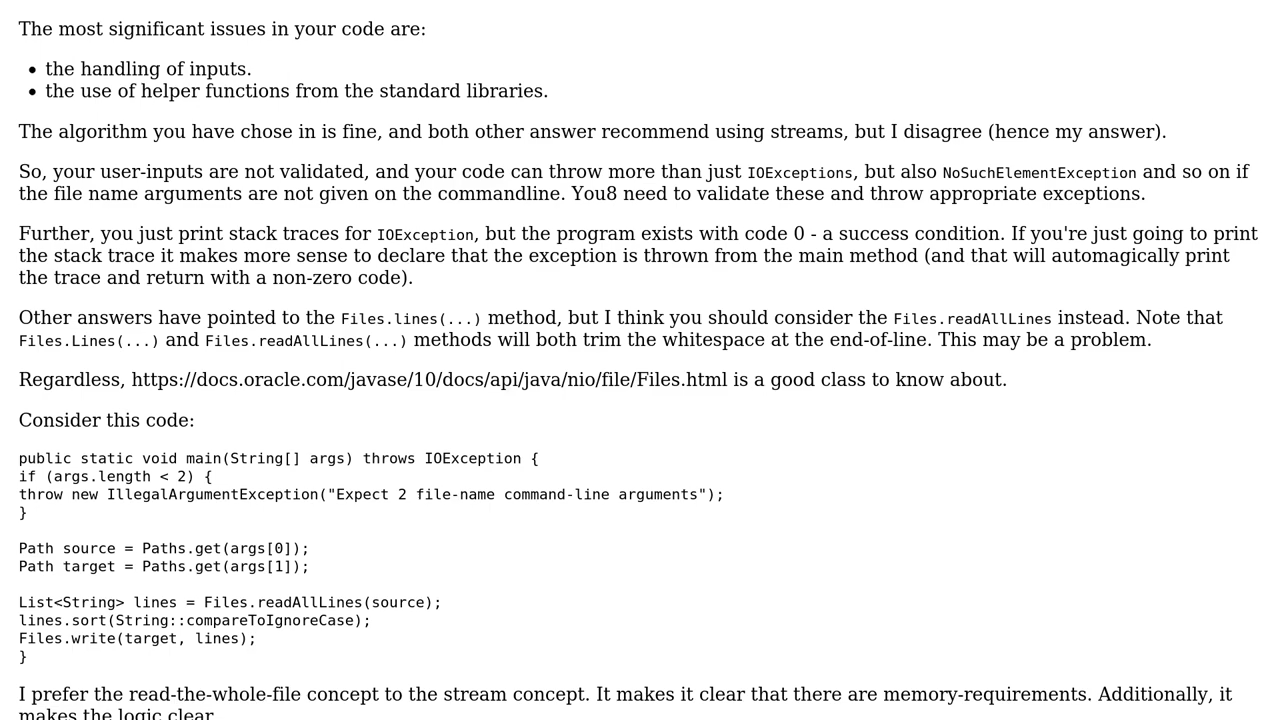 The most significant issues in your code are:
• the handling of inputs.
• the use of helper functions from the standard libraries.
The algorithm you have chose in is fine, and both other answer recommend using streams, but I disagree (hence my answer).
So, your user-inputs are not validated, and your code can throw more than just IOExceptions, but also NoSuchElementException and so on if
the file name arguments are not given on the commandline. You8 need to validate these and throw appropriate exceptions.
Further, you just print stack traces for IOException, but the program exists with code 0 - a success condition. If you're just going to print
the stack trace it makes more sense to declare that the exception is thrown from the main method (and that will automagically print
the trace and return with a non-zero code).
Other answers have pointed to the Files.lines(...) method, but I think you should consider the Files.readAllLines instead. Note that
Files.Lines(...) and Files.readAllLines(...) methods will both trim the whitespace at the end-of-line. This may be a problem.
Regardless, https://docs.oracle.com/javase/10/docs/api/java/nio/file/Files.html is a good class to know about.
Consider this code:
public static void main(String[] args) throws IOException {
if (args.length < 2) {
throw new IllegalArgumentException("Expect 2 file-name command-line arguments");
}
Path source = Paths.get(args[0]);
Path target = Paths.get(args[1]);
List<String> lines = Files.readAllLines(source);
lines.sort(String::compareToIgnoreCase);
Files.write(target, lines);
}
I prefer the read-the-whole-file concept to the stream concept. It makes it clear that there are memory-requirements. Additionally, it
makes the logic clear.